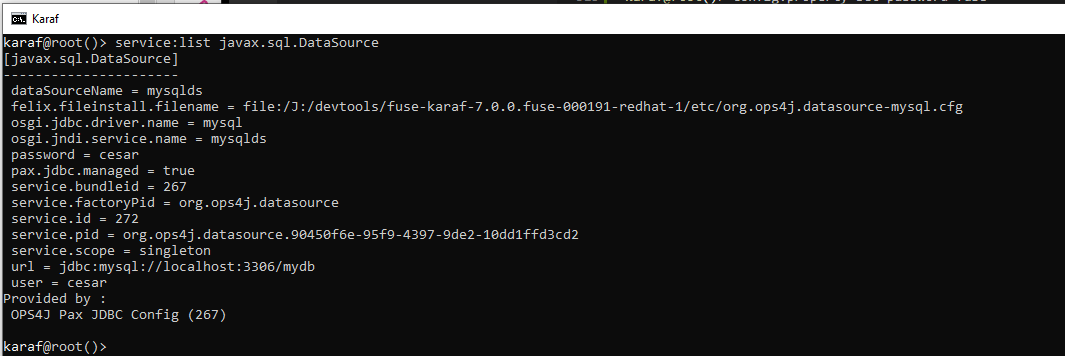 Karaf
karaf@root()> service:list javax.sql.DataSource
[javax.sql.DataSource]
----------------------
dataSourceName = mysqlds
felix.fileinstall.filename = file:/J:/devtools/fuse-karaf-7.0.0.fuse-000191-redhat-1/etc/org.ops4j.datasource-mysql.cfg
osgi.jdbc.driver.name = mysql
osgi.jndi.service.name = mysqlds
password = cesar
pax.jdbc.managed = true
service.bundleid = 267
service.factoryPid = org.ops4j.datasource
service.id = 272
service.pid = org.ops4j.datasource.90450f6e-95f9-4397-9de2-10dd1ffd3cd2
service.scope = singleton
url = jdbc:mysql://localhost:3306/mydb
user = cesar
Provided by :
OPS4J Pax JDBC Config (267)
karaf@root()>